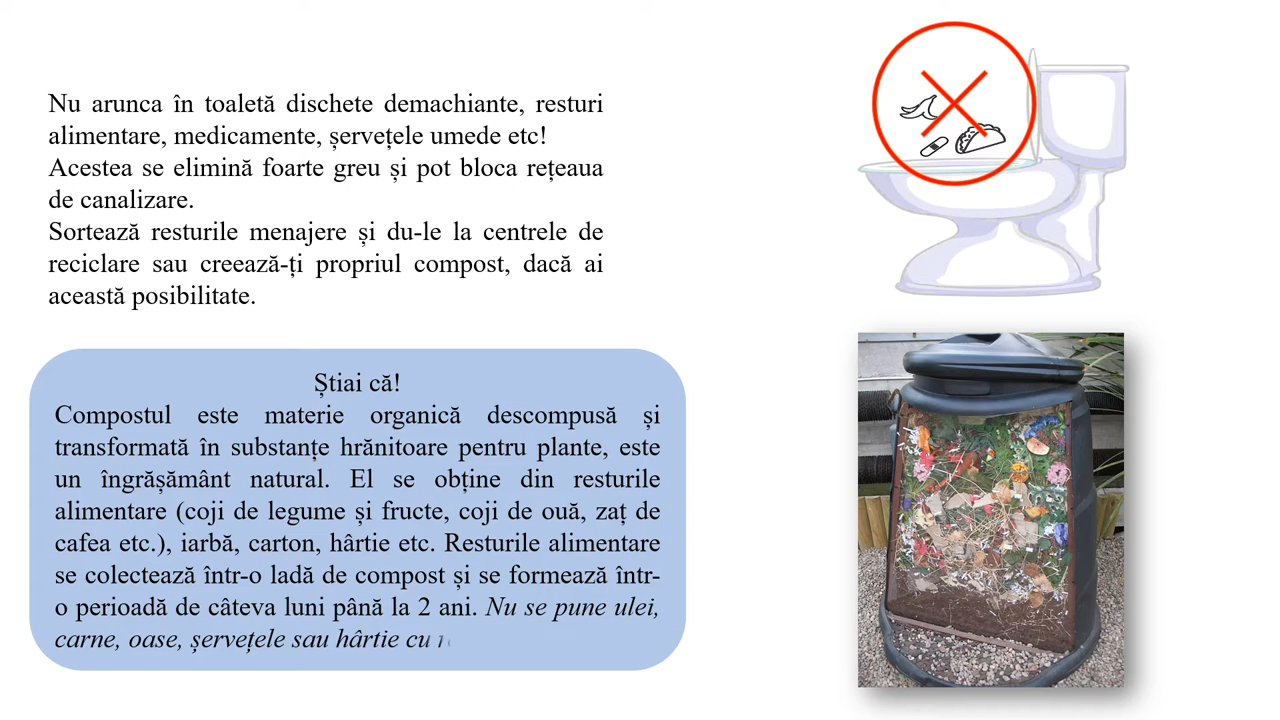 Nu arunca în toaletă dischete demachiante, resturi
alimentare, medicamente, șervețele umede etc!
Acestea se elimină foarte greu și pot bloca rețeaua
de canalizare.
Sortează resturile menajere și du-le la centrele de
reciclare sau creează-ți propriul compost, dacă ai
această posibilitate.
Știai că!
Compostul este materie organică descompusă și
transformată în substanțe hrănitoare pentru plante, este
un îngrășământ natural. El se obține din resturile
alimentare (coji de legume și fructe, coji de ouă, zaț de
cafea etc.), iarbă, carton, hârtie etc. Resturile alimentare
se colectează într-o ladă de compost și se formează într-
o perioadă de câteva luni până la 2 ani. Nu se pune ulei,
carne, oase, șervețele sau hârtie cu